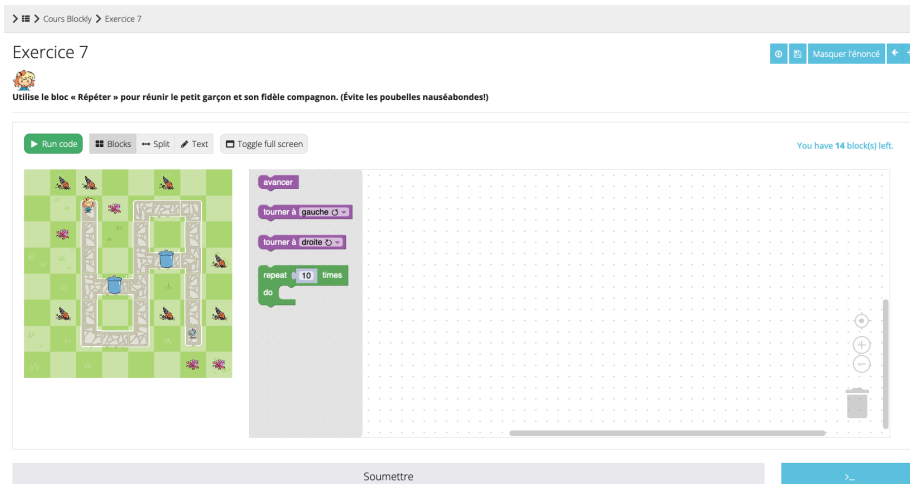 Cours Blockly Exercice 7
Exercice 7
Masquer l'énoncé
Utilise le bloc « Répéter » pour réunir le petit garçon et son fidèle compagnon. (Évite les poubelles nauséabondes!)
Run code Blocks Split Text Toggle full screen
You have 14 block(s) left.
avancer
tourner à gauche
tourner à droite
repeat 10 times
do
Soumettre
>_